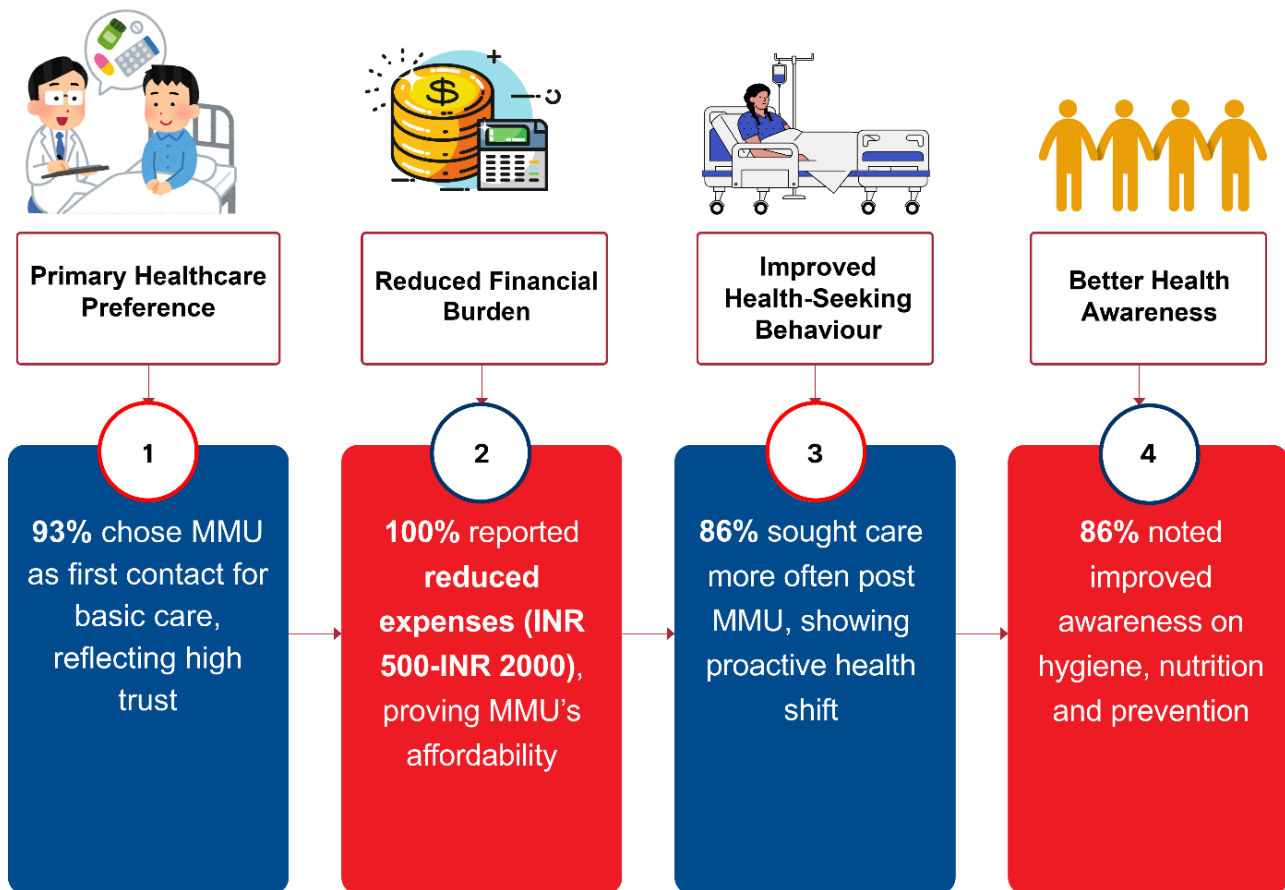 $
Primary Healthcare
Preference
Reduced Financial
Burden
Improved
Health-Seeking
Behaviour
Better Health
Awareness
1
93% chose MMU
as first contact for
basic care,
reflecting high
trust
2
100% reported
reduced
expenses (INR
500-INR 2000),
proving MMU’s
affordability
3
86% sought care
more often post
MMU, showing
proactive health
shift
4
86% noted
improved
awareness on
hygiene, nutrition
and prevention